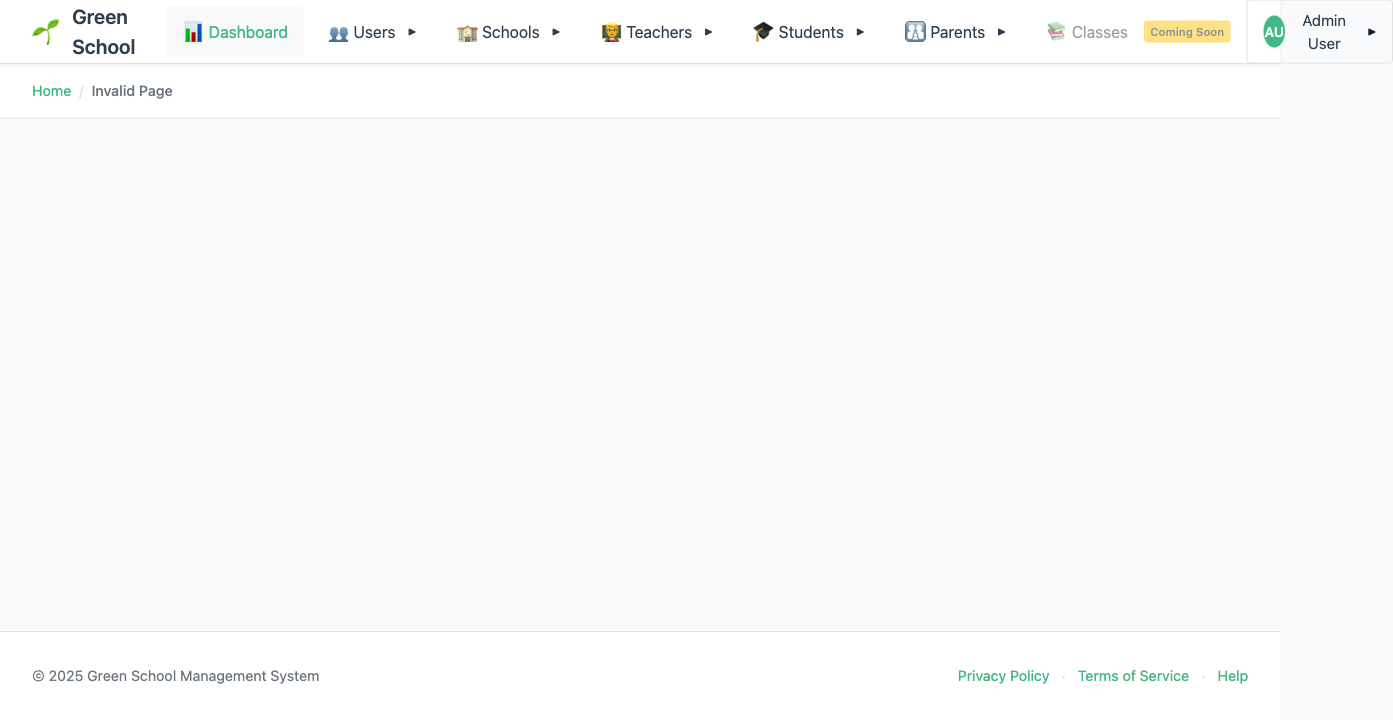 Green
School
Dashboard
Users
Schools
Teachers
Students
Parents
Classes
Coming Soon
AU
Admin
User
Home / Invalid Page
© 2025 Green School Management System
Privacy Policy · Terms of Service · Help